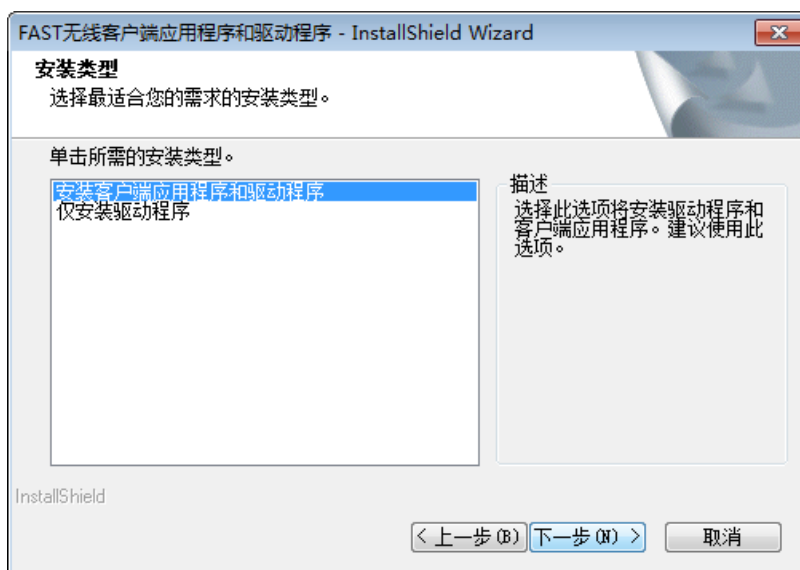 FAST无线客户端应用程序和驱动程序 - InstallShield Wizard
安装类型
选择最适合您的需求的安装类型。
单击所需的安装类型。
安装客户端应用程序和驱动程序
仅安装驱动程序
描述
选择此选项将安装驱动程序和
客户端应用程序。建议使用此
选项。
InstallShield
< 上一步(B)
下一步(N) >
取消